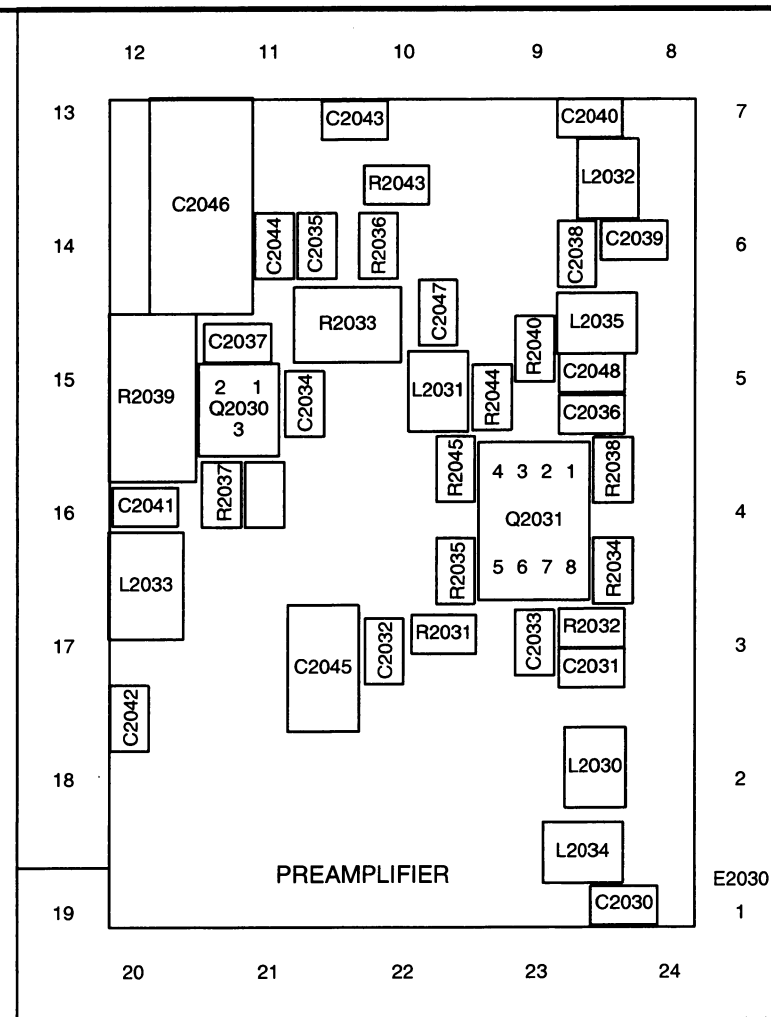 12 11 10 9 8
13 C2043 C2040 7
R2043 L2032
C2046
14 C2044 C2035 R2036 C2038 C2039 6
R2033 C2047 R2040 L2035
C2037
15 R2039 2 1 C2034 L2031 R2044 C2048 5
Q2030 C2036
3
R2045 4 3 2 1 R2038
16 C2041 R2037 Q2031 4
L2033 R2035 5 6 7 8 R2034
17 C2045 C2032 R2031 C2033 R2032 3
C2031
C2042
18 L2030 2
L2034
PREAMPLIFIER E2030
19 C2030 1
20 21 22 23 24